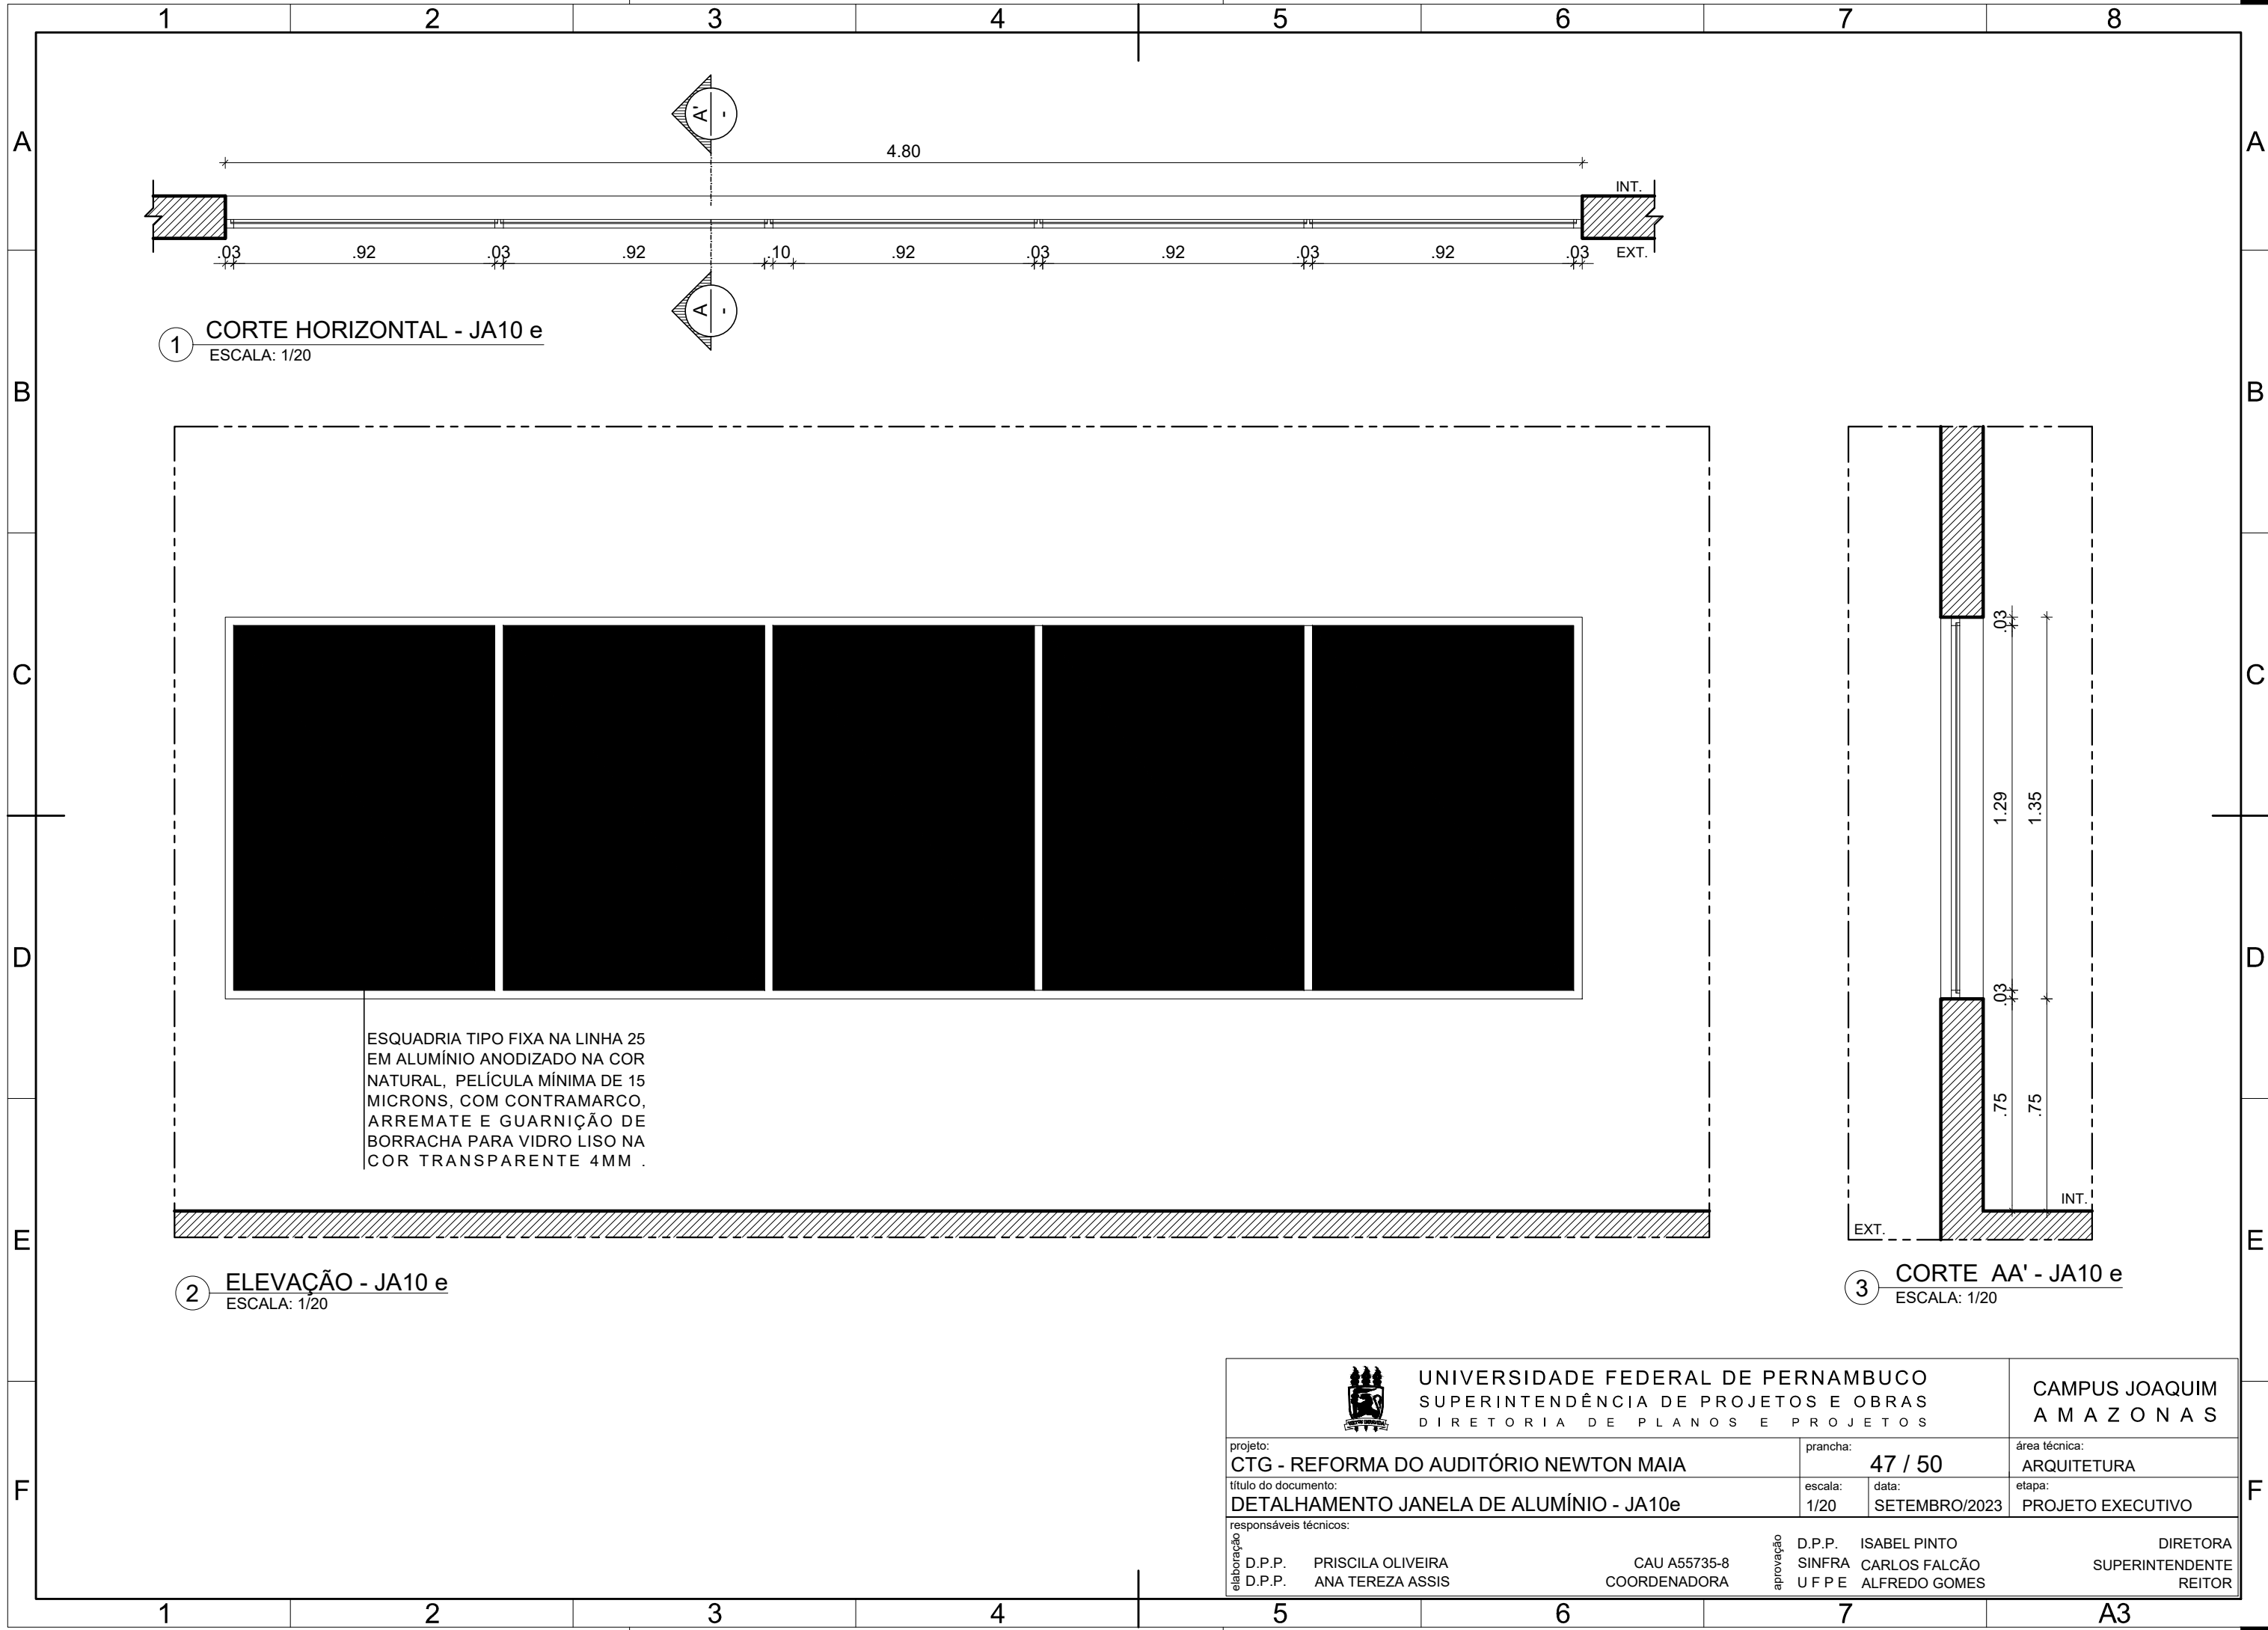 1 2 3 4 5 6 7 8
A A
B B
C C
D D
E E
F F
A'
-
4.80
INT.
.03 .92 .03 .92 .10 .92 .03 .92 .03 .92 .03
EXT.
A
-
1 CORTE HORIZONTAL - JA10 e
ESCALA: 1/20
ESQUADRIA TIPO FIXA NA LINHA 25
EM ALUMÍNIO ANODIZADO NA COR
NATURAL, PELÍCULA MÍNIMA DE 15
MICRONS, COM CONTRAMARCO,
ARREMATE E GUARNIÇÃO DE
BORRACHA PARA VIDRO LISO NA
COR TRANSPARENTE 4MM .
2 ELEVAÇÃO - JA10 e
ESCALA: 1/20
.03
1.29 1.35
.03
.75 .75
INT.
EXT.
3 CORTE AA' - JA10 e
ESCALA: 1/20
UNIVERSIDADE FEDERAL DE PERNAMBUCO
SUPERINTENDÊNCIA DE PROJETOS E OBRAS
DIRETORIA DE PLANOS E PROJETOS
CAMPUS JOAQUIM
AMAZONAS
projeto:
CTG - REFORMA DO AUDITÓRIO NEWTON MAIA
prancha:
47 / 50
área técnica:
ARQUITETURA
título do documento:
DETALHAMENTO JANELA DE ALUMÍNIO - JA10e
escala:
1/20
data:
SETEMBRO/2023
etapa:
PROJETO EXECUTIVO
responsáveis técnicos:
elaboração
D.P.P. PRISCILA OLIVEIRA CAU A55735-8
D.P.P. ANA TEREZA ASSIS COORDENADORA
aprovação
D.P.P. ISABEL PINTO DIRETORA
SINFRA CARLOS FALCÃO SUPERINTENDENTE
UFPE ALFREDO GOMES REITOR
1 2 3 4 5 6 7 A3